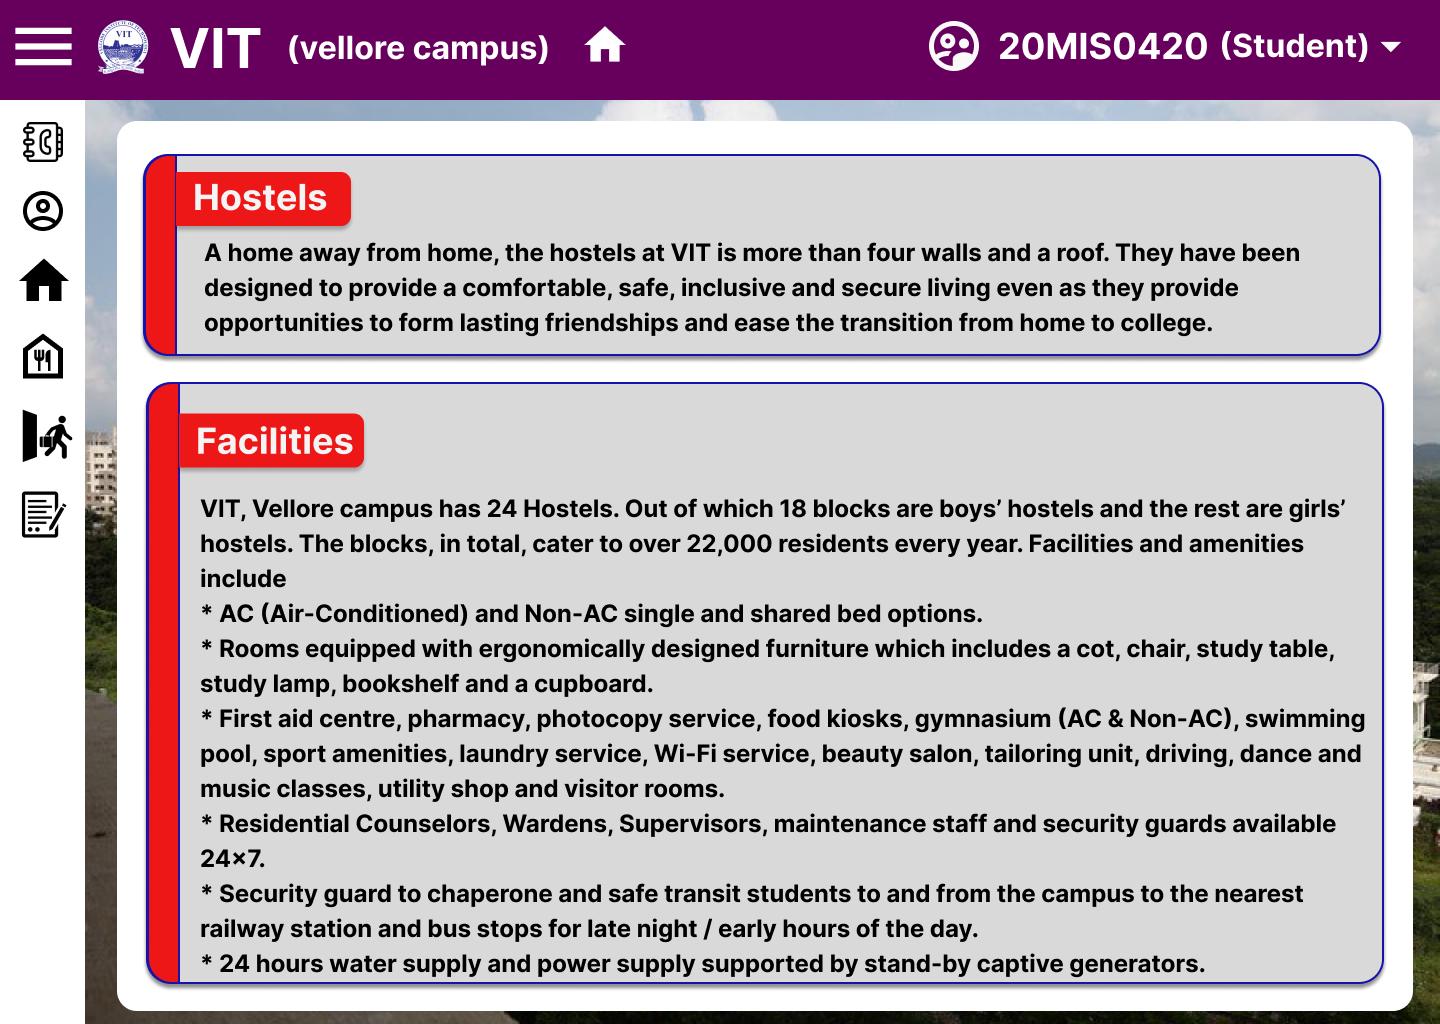 VIT (vellore campus) 20MIS0420 (Student)
VIT
Hostels
A home away from home, the hostels at VIT is more than four walls and a roof. They have been
designed to provide a comfortable, safe, inclusive and secure living even as they provide
opportunities to form lasting friendships and ease the transition from home to college.
Facilities
VIT, Vellore campus has 24 Hostels. Out of which 18 blocks are boys’ hostels and the rest are girls’
hostels. The blocks, in total, cater to over 22,000 residents every year. Facilities and amenities
include
* AC (Air-Conditioned) and Non-AC single and shared bed options.
* Rooms equipped with ergonomically designed furniture which includes a cot, chair, study table,
study lamp, bookshelf and a cupboard.
* First aid centre, pharmacy, photocopy service, food kiosks, gymnasium (AC & Non-AC), swimming
pool, sport amenities, laundry service, Wi-Fi service, beauty salon, tailoring unit, driving, dance and
music classes, utility shop and visitor rooms.
* Residential Counselors, Wardens, Supervisors, maintenance staff and security guards available
24×7.
* Security guard to chaperone and safe transit students to and from the campus to the nearest
railway station and bus stops for late night / early hours of the day.
* 24 hours water supply and power supply supported by stand-by captive generators.